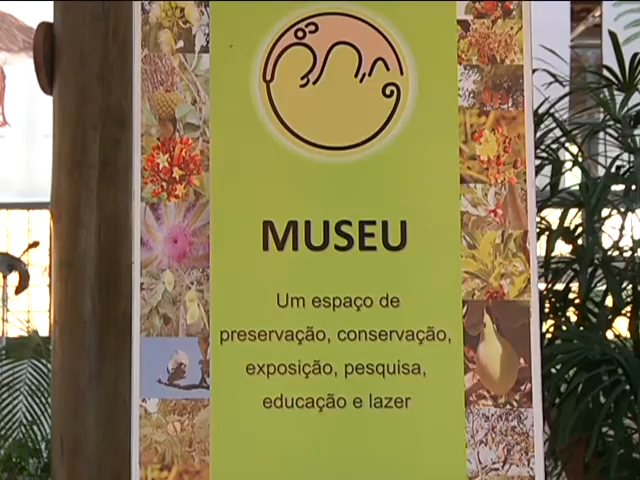 MUSEU
Um espaço de
preservação, conservação,
exposição, pesquisa,
educação e lazer